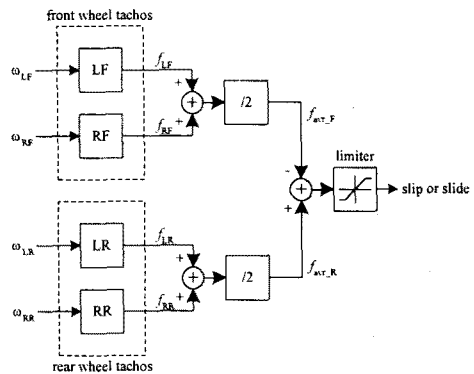 front wheel tachos
ω_LF
LF
f_LF
+
+
+
/2
ω_RF
RF
f_RF
f_avr_F
limiter
-
+
+
slip or slide
ω_LR
LR
f_LR
+
+
+
/2
f_avr_R
ω_RR
RR
f_RR
rear wheel tachos